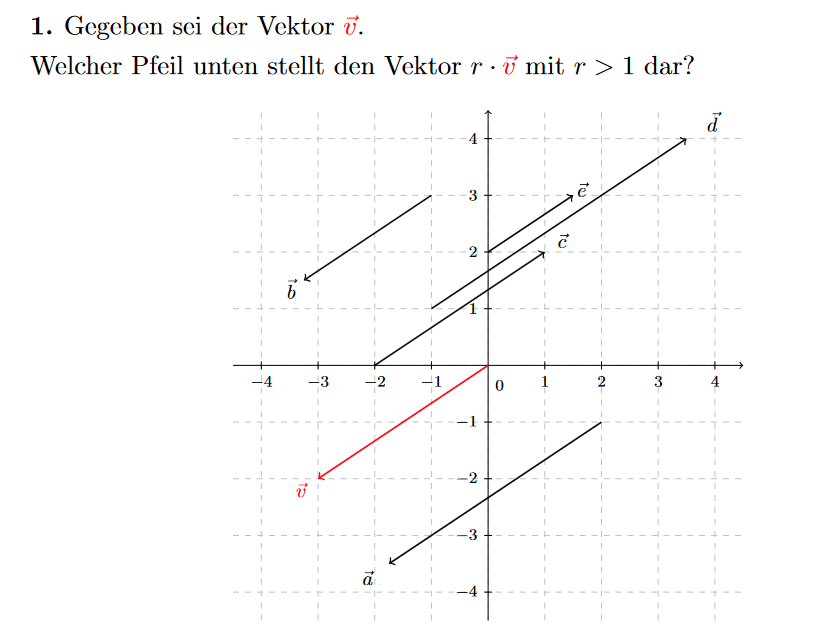 1. Gegeben sei der Vektor v⃗.
Welcher Pfeil unten stellt den Vektor r · v⃗ mit r > 1 dar?
d⃗
4
3
e⃗
2
c⃗
b⃗
1
−4 −3 −2 −1 0 1 2 3 4
−1
−2
v⃗
−3
a⃗
−4